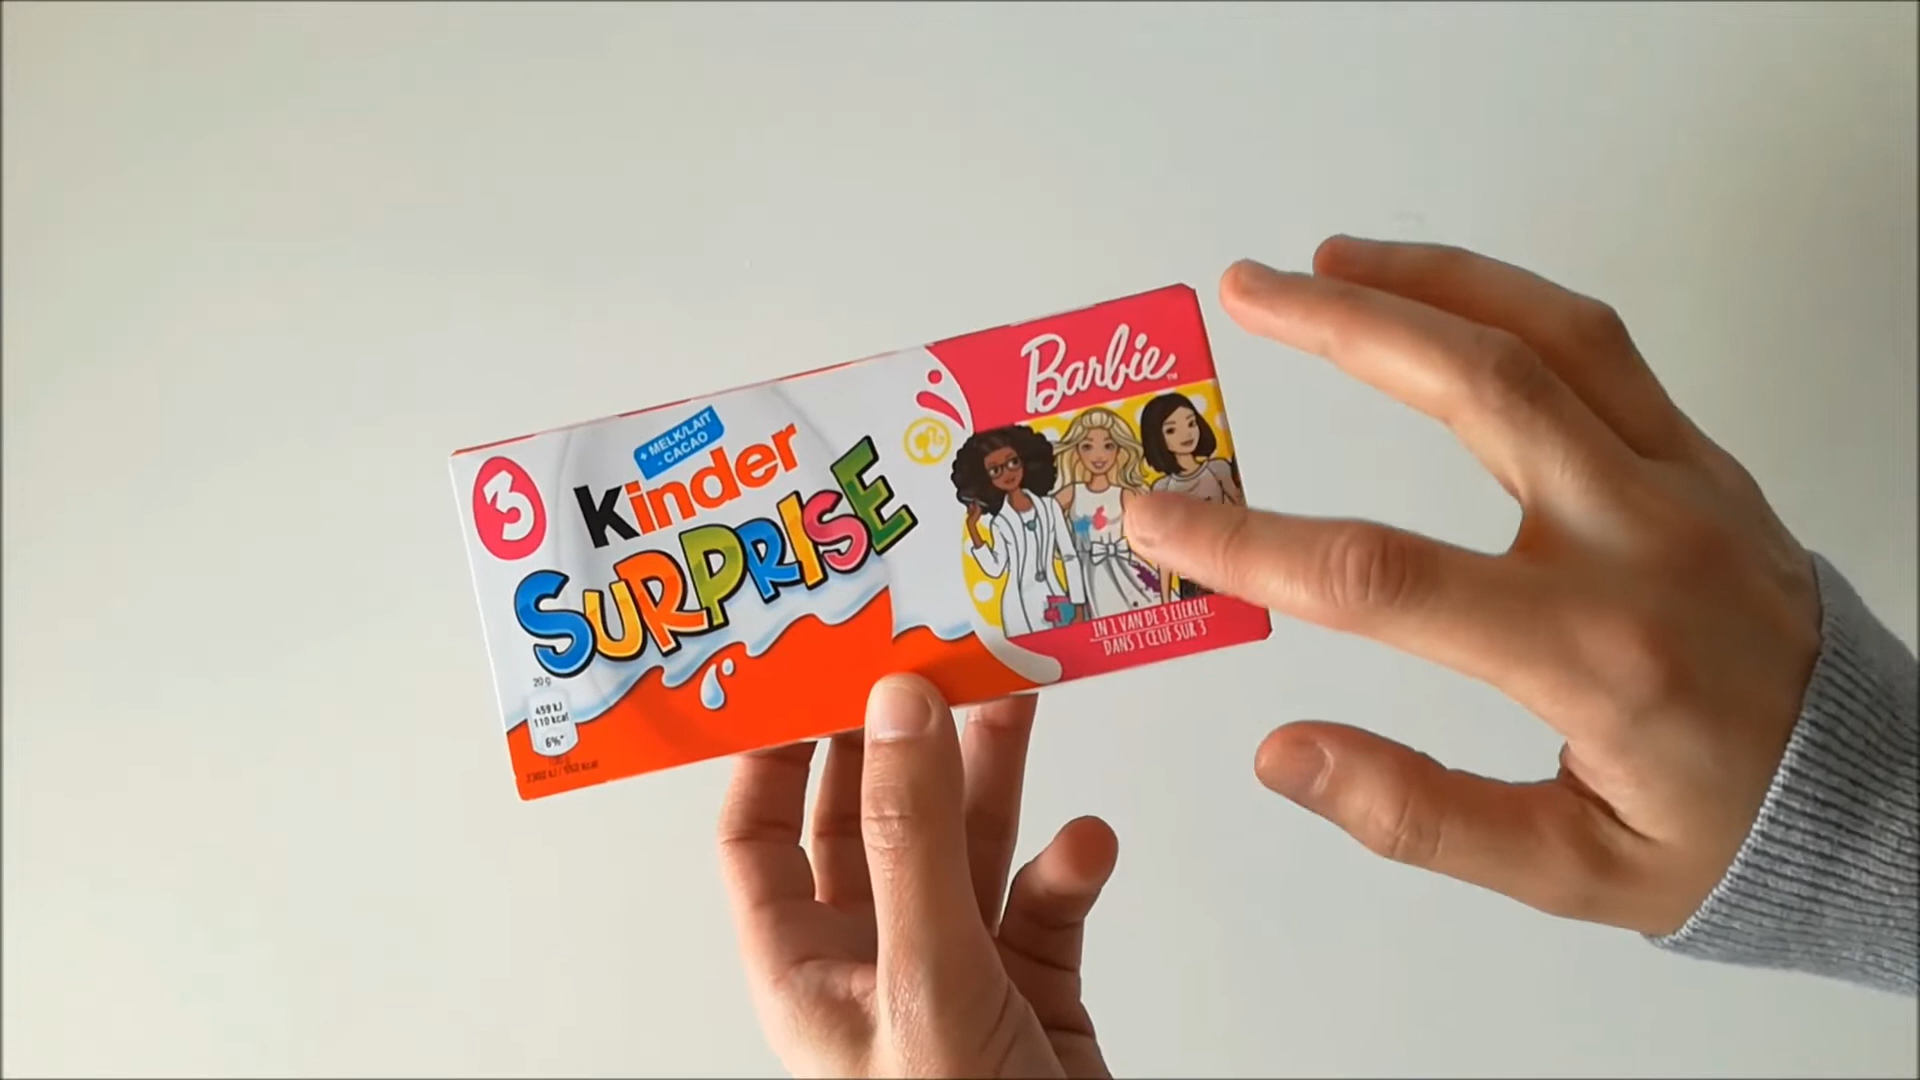 3
+ MELK/LAIT
- CACAO
kinder
SURPRISE
20 g
459 kJ
110 kcal
6%*
Barbie™
IN 1 VAN DE 3 EIEREN
DANS 1 ŒUF SUR 3